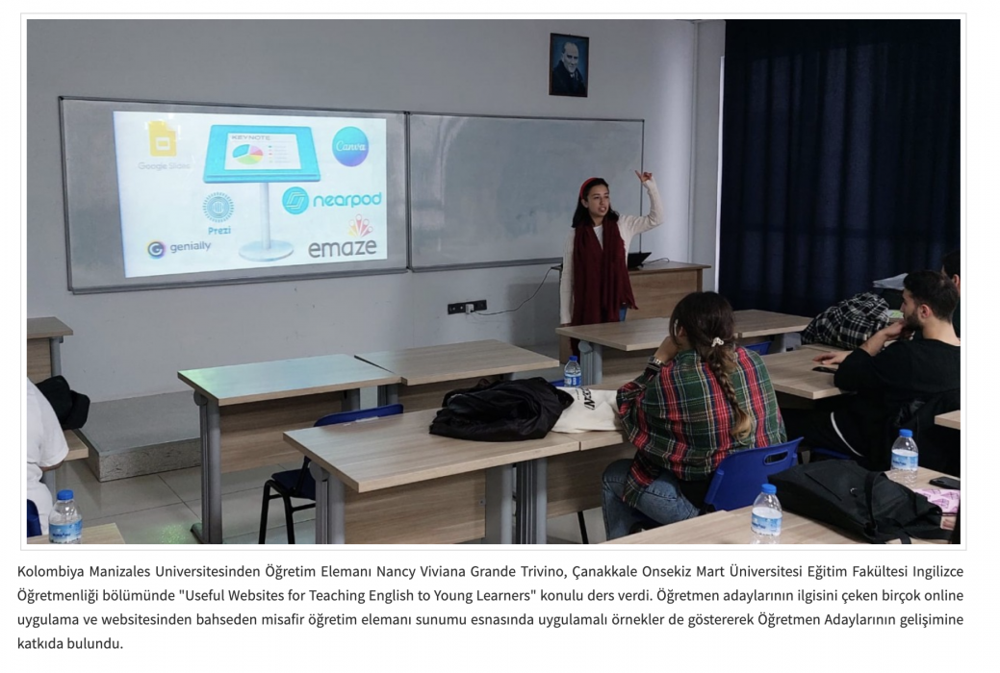 KEYNOTE
Google Slides
Canva
nearpod
Prezi
genially
emaze
Kolombiya Manizales Universitesinden Öğretim Elemanı Nancy Viviana Grande Trivino, Çanakkale Onsekiz Mart Üniversitesi Eğitim Fakültesi Ingilizce
Öğretmenliği bölümünde "Useful Websites for Teaching English to Young Learners" konulu ders verdi. Öğretmen adaylarının ilgisini çeken birçok online
uygulama ve websitesinden bahseden misafir öğretim elemanı sunumu esnasında uygulamalı örnekler de göstererek Öğretmen Adaylarının gelişimine
katkıda bulundu.